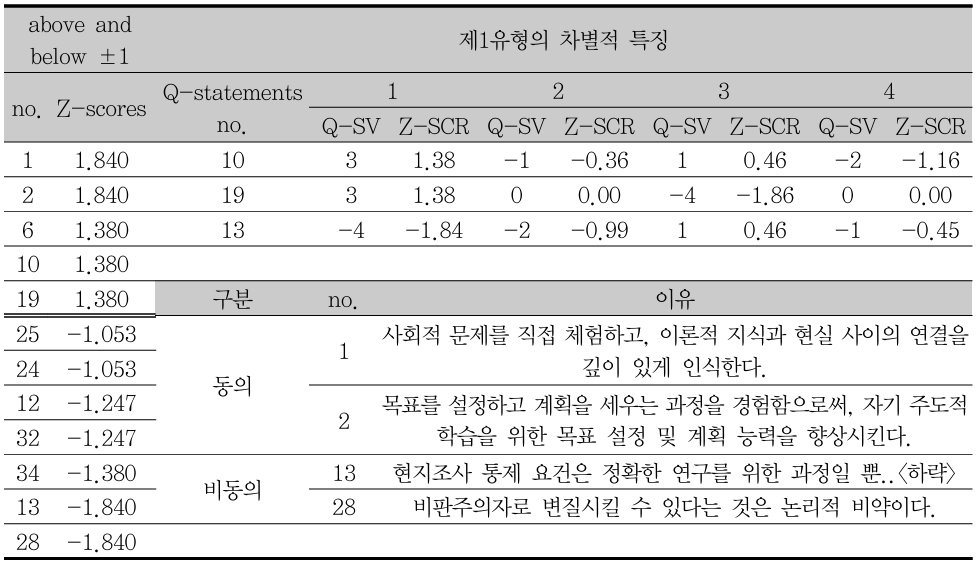 above and
below ±1
제1유형의 차별적 특징
no. Z-scores Q-statements no. 1 2 3 4
Q-SV Z-SCR Q-SV Z-SCR Q-SV Z-SCR Q-SV Z-SCR
1 1.840 10 3 1.38 -1 -0.36 1 0.46 -2 -1.16
2 1.840 19 3 1.38 0 0.00 -4 -1.86 0 0.00
6 1.380 13 -4 -1.84 -2 -0.99 1 0.46 -1 -0.45
10 1.380
19 1.380 구분 no. 이유
25 -1.053
24 -1.053
12 -1.247
32 -1.247
34 -1.380
13 -1.840
28 -1.840
동의
1 사회적 문제를 직접 체험하고, 이론적 지식과 현실 사이의 연결을
깊이 있게 인식한다.
2 목표를 설정하고 계획을 세우는 과정을 경험함으로써, 자기 주도적
학습을 위한 목표 설정 및 계획 능력을 향상시킨다.
비동의
13 현지조사 통제 요건은 정확한 연구를 위한 과정일 뿐..〈하략〉
28 비판주의자로 변질시킬 수 있다는 것은 논리적 비약이다.